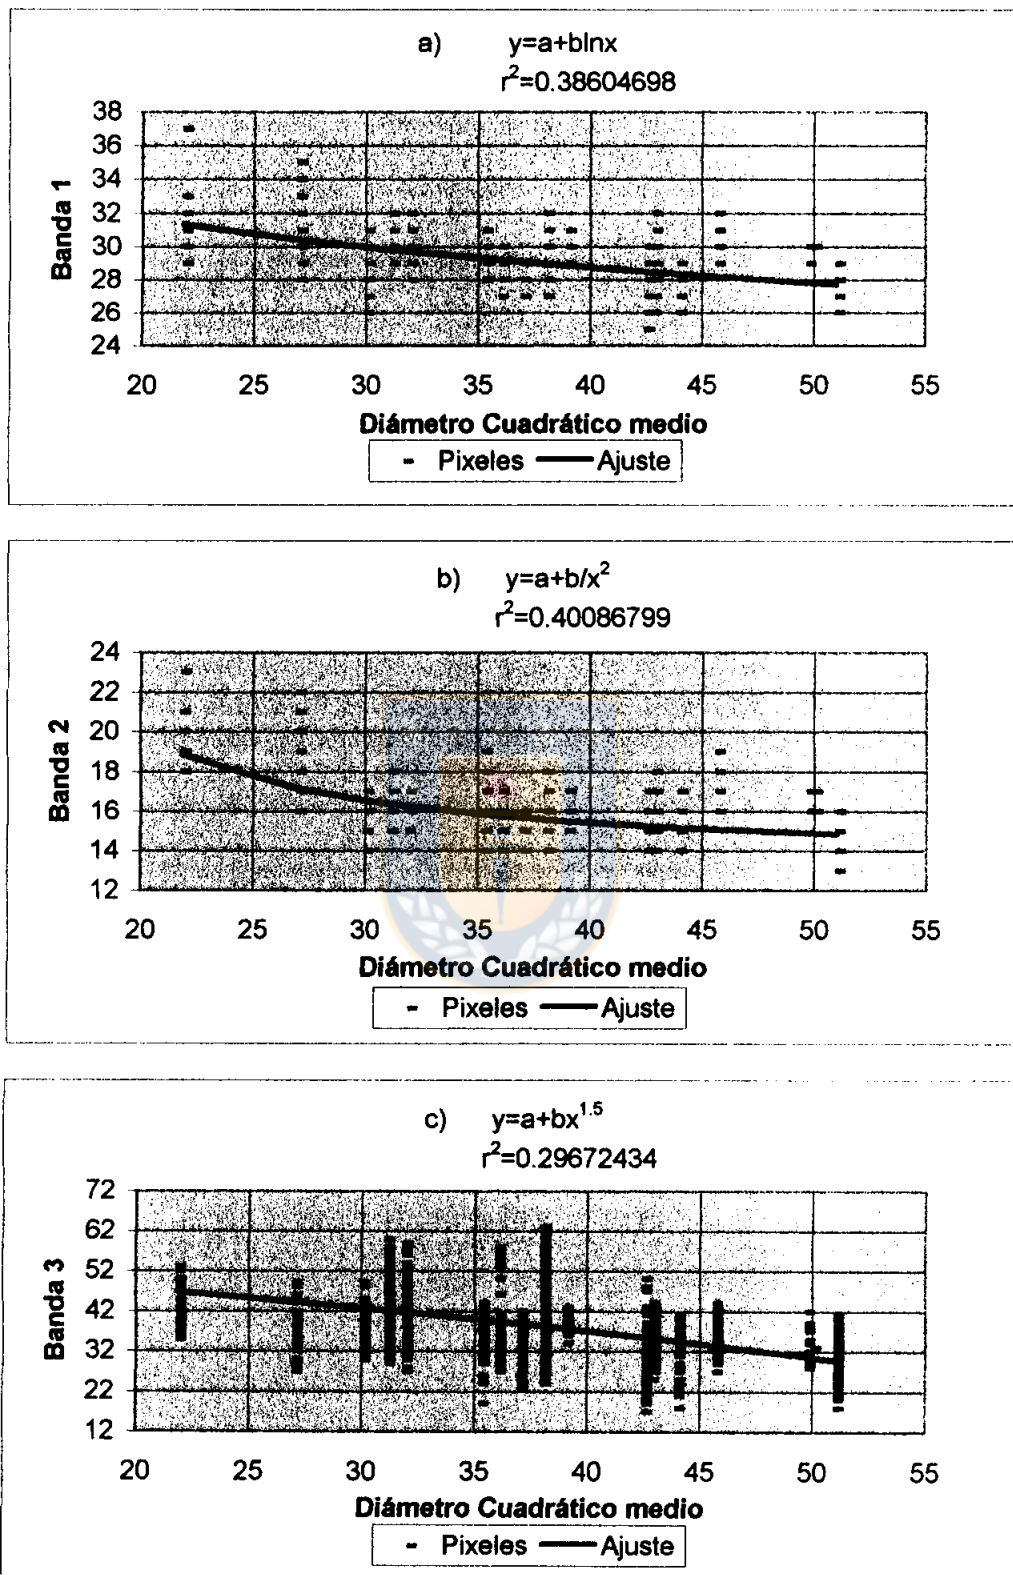 a) y=a+blnx
r²=0.38604698
38
36
34
32
30
28
26
24
Banda 1
20 25 30 35 40 45 50 55
Diámetro Cuadrático medio
Pixeles Ajuste
b) y=a+b/x²
r²=0.40086799
24
22
20
18
16
14
12
Banda 2
20 25 30 35 40 45 50 55
Diámetro Cuadrático medio
Pixeles Ajuste
c) y=a+bx^1.5
r²=0.29672434
72
62
52
42
32
22
12
Banda 3
20 25 30 35 40 45 50 55
Diámetro Cuadrático medio
Pixeles Ajuste